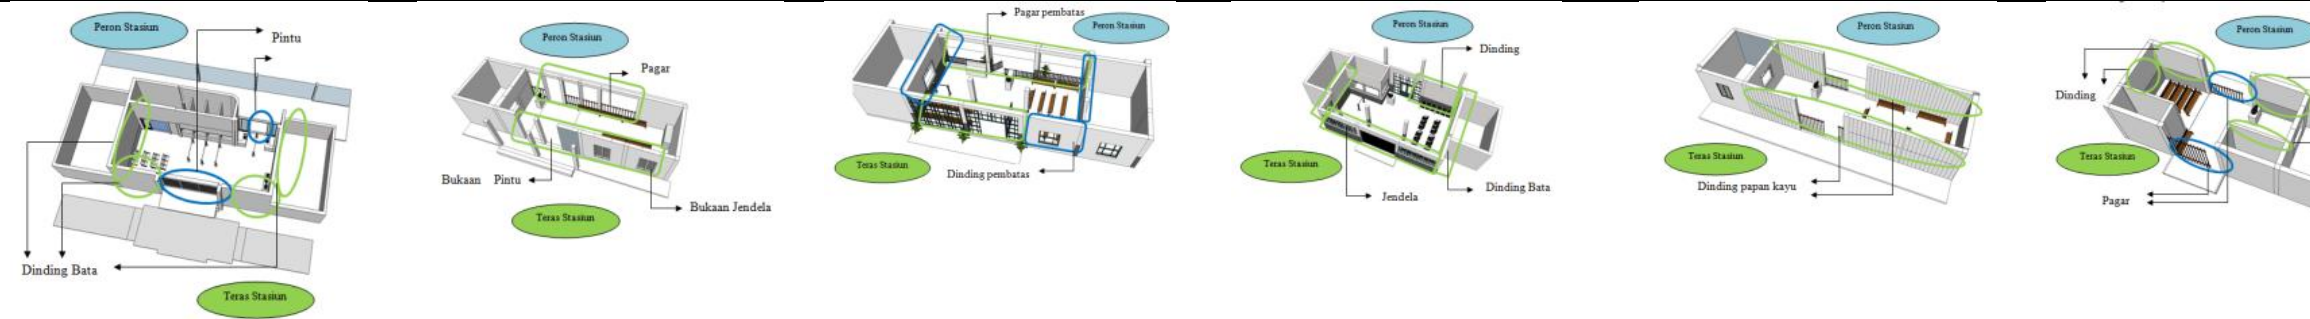 Peron Stasiun
Pintu
Dinding Bata
Teras Stasiun
Peron Stasiun
Pagar
Bukaan Pintu
Bukaan Jendela
Teras Stasiun
Pagar pembatas
Peron Stasiun
Teras Stasiun
Dinding pembatas
Peron Stasiun
Dinding
Teras Stasiun
Dinding Bata
Jendela
Peron Stasiun
Teras Stasiun
Dinding papan kayu
Peron Stasiun
Dinding
Teras Stasiun
Pagar